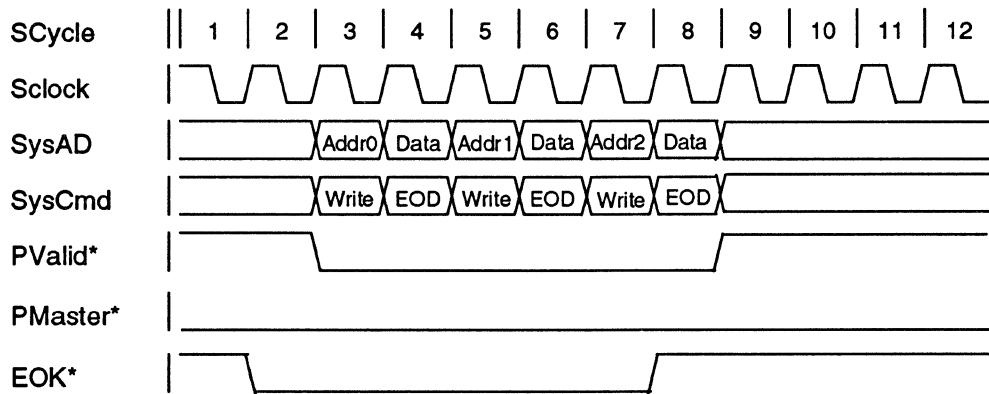 SCycle 1 2 3 4 5 6 7 8 9 10 11 12
Sclock
SysAD Addr0 Data Addr1 Data Addr2 Data
SysCmd Write EOD Write EOD Write EOD
PValid*
PMaster*
EOK*